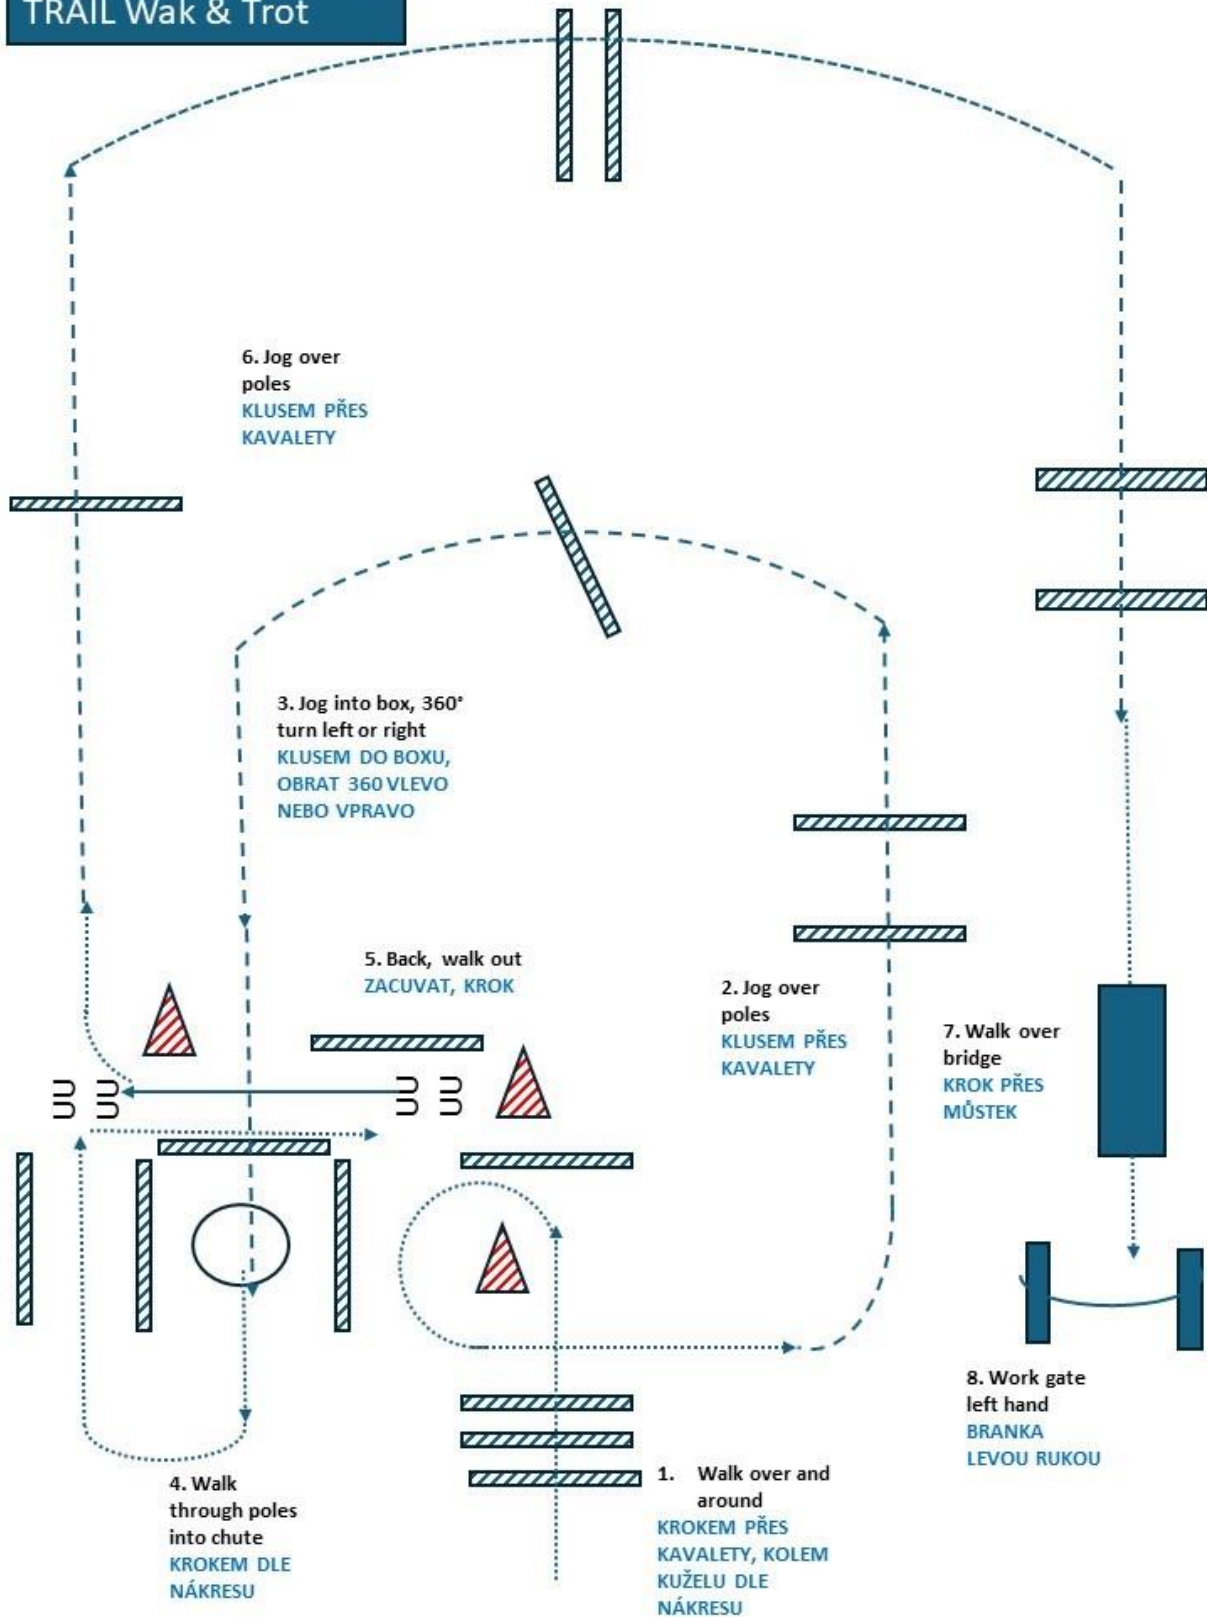 TRAIL Wak & Trot
6. Jog over
poles
KLUSEM PŘES
KAVALETY
3. Jog into box, 360°
turn left or right
KLUSEM DO BOXU,
OBRAT 360 VLEVO
NEBO VPRAVO
5. Back, walk out
ZACUVAT, KROK
2. Jog over
poles
KLUSEM PŘES
KAVALETY
7. Walk over
bridge
KROK PŘES
MŮSTEK
8. Work gate
left hand
BRANKA
LEVOU RUKOU
4. Walk
through poles
into chute
KROKEM DLE
NÁKRESU
1. Walk over and
around
KROKEM PŘES
KAVALETY, KOLEM
KUŽELU DLE
NÁKRESU